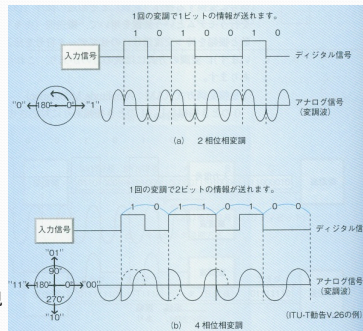 1回の変調で1ビットの情報が送れます。
1 0 1 0 0 1 0
入力信号
ディジタル信号
"0" 180° 0° "1"
アナログ信号
(変調波)
(a) 2相位相変調
1回の変調で2ビットの情報が送れます。
1 0 1 1 0 1 0 0
入力信号
ディジタル信
"01"
90°
"11" 180° 0° "00"
270°
"10"
アナログ信号
(変調波)
(ITU-T勧告V.26の例)
(b) 4相位相変調